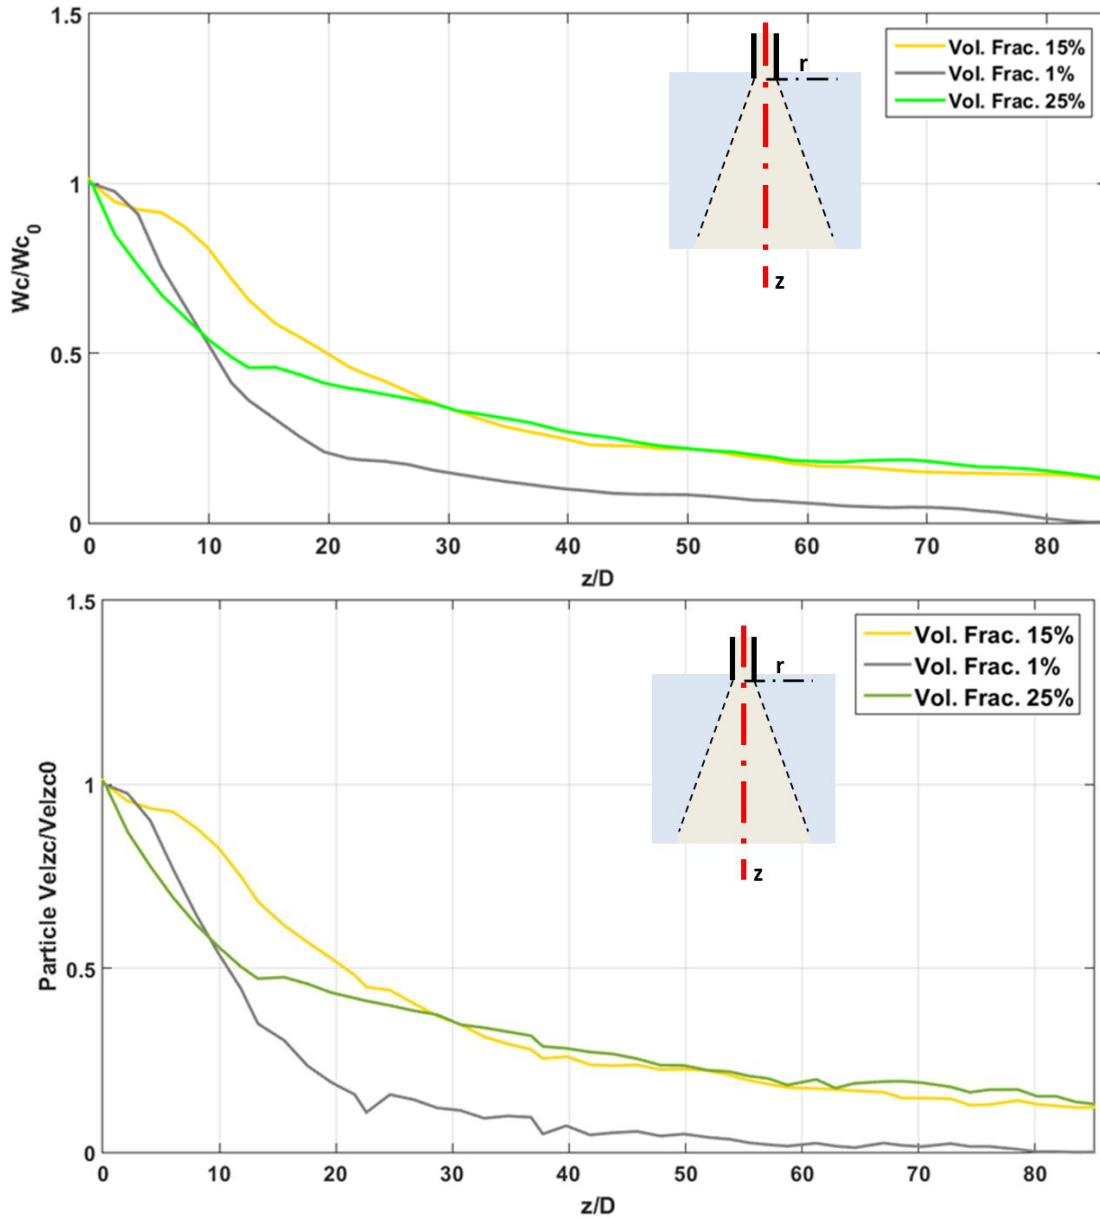 1.5
Vol. Frac. 15%
Vol. Frac. 1%
Vol. Frac. 25%
r
1
Wc/Wc0
0.5
z
0
0 10 20 30 40 50 60 70 80
z/D
1.5
Vol. Frac. 15%
Vol. Frac. 1%
Vol. Frac. 25%
r
1
Particle Velzc/Velzc0
z
0.5
0
0 10 20 30 40 50 60 70 80
z/D